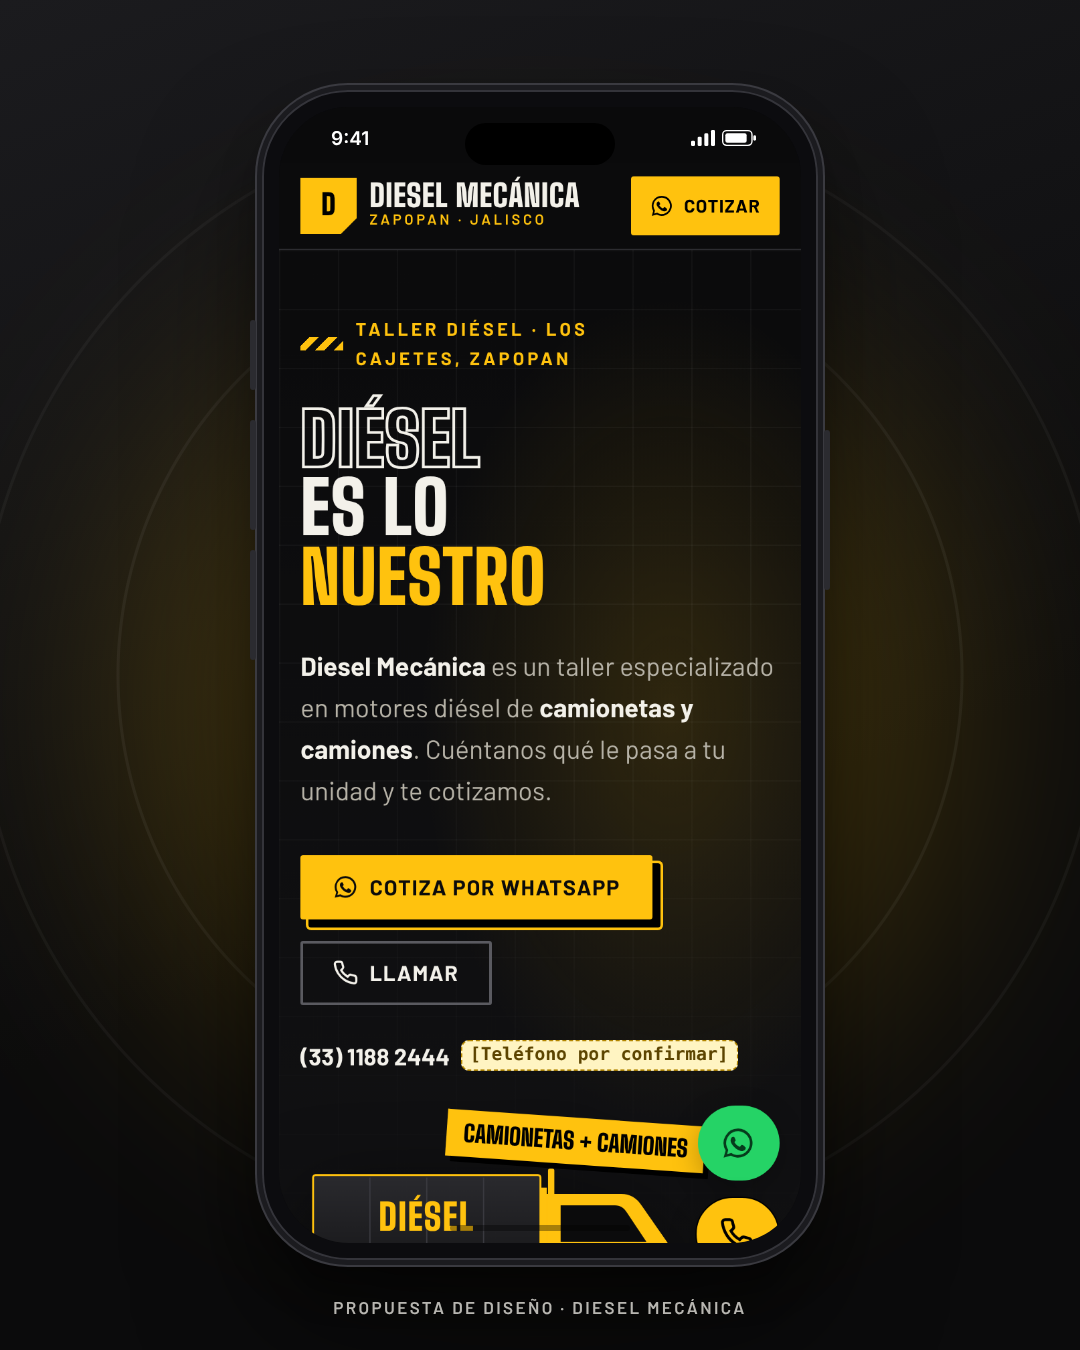 9:41
D
DIESEL MECÁNICA
ZAPOPAN · JALISCO
COTIZAR
TALLER DIÉSEL · LOS
CAJETES, ZAPOPAN
DIÉSEL
ES LO
NUESTRO
Diesel Mecánica es un taller especializado
en motores diésel de camionetas y
camiones. Cuéntanos qué le pasa a tu
unidad y te cotizamos.
COTIZA POR WHATSAPP
LLAMAR
(33) 1188 2444 [Teléfono por confirmar]
CAMIONETAS + CAMIONES
DIÉSEL
PROPUESTA DE DISEÑO · DIESEL MECÁNICA